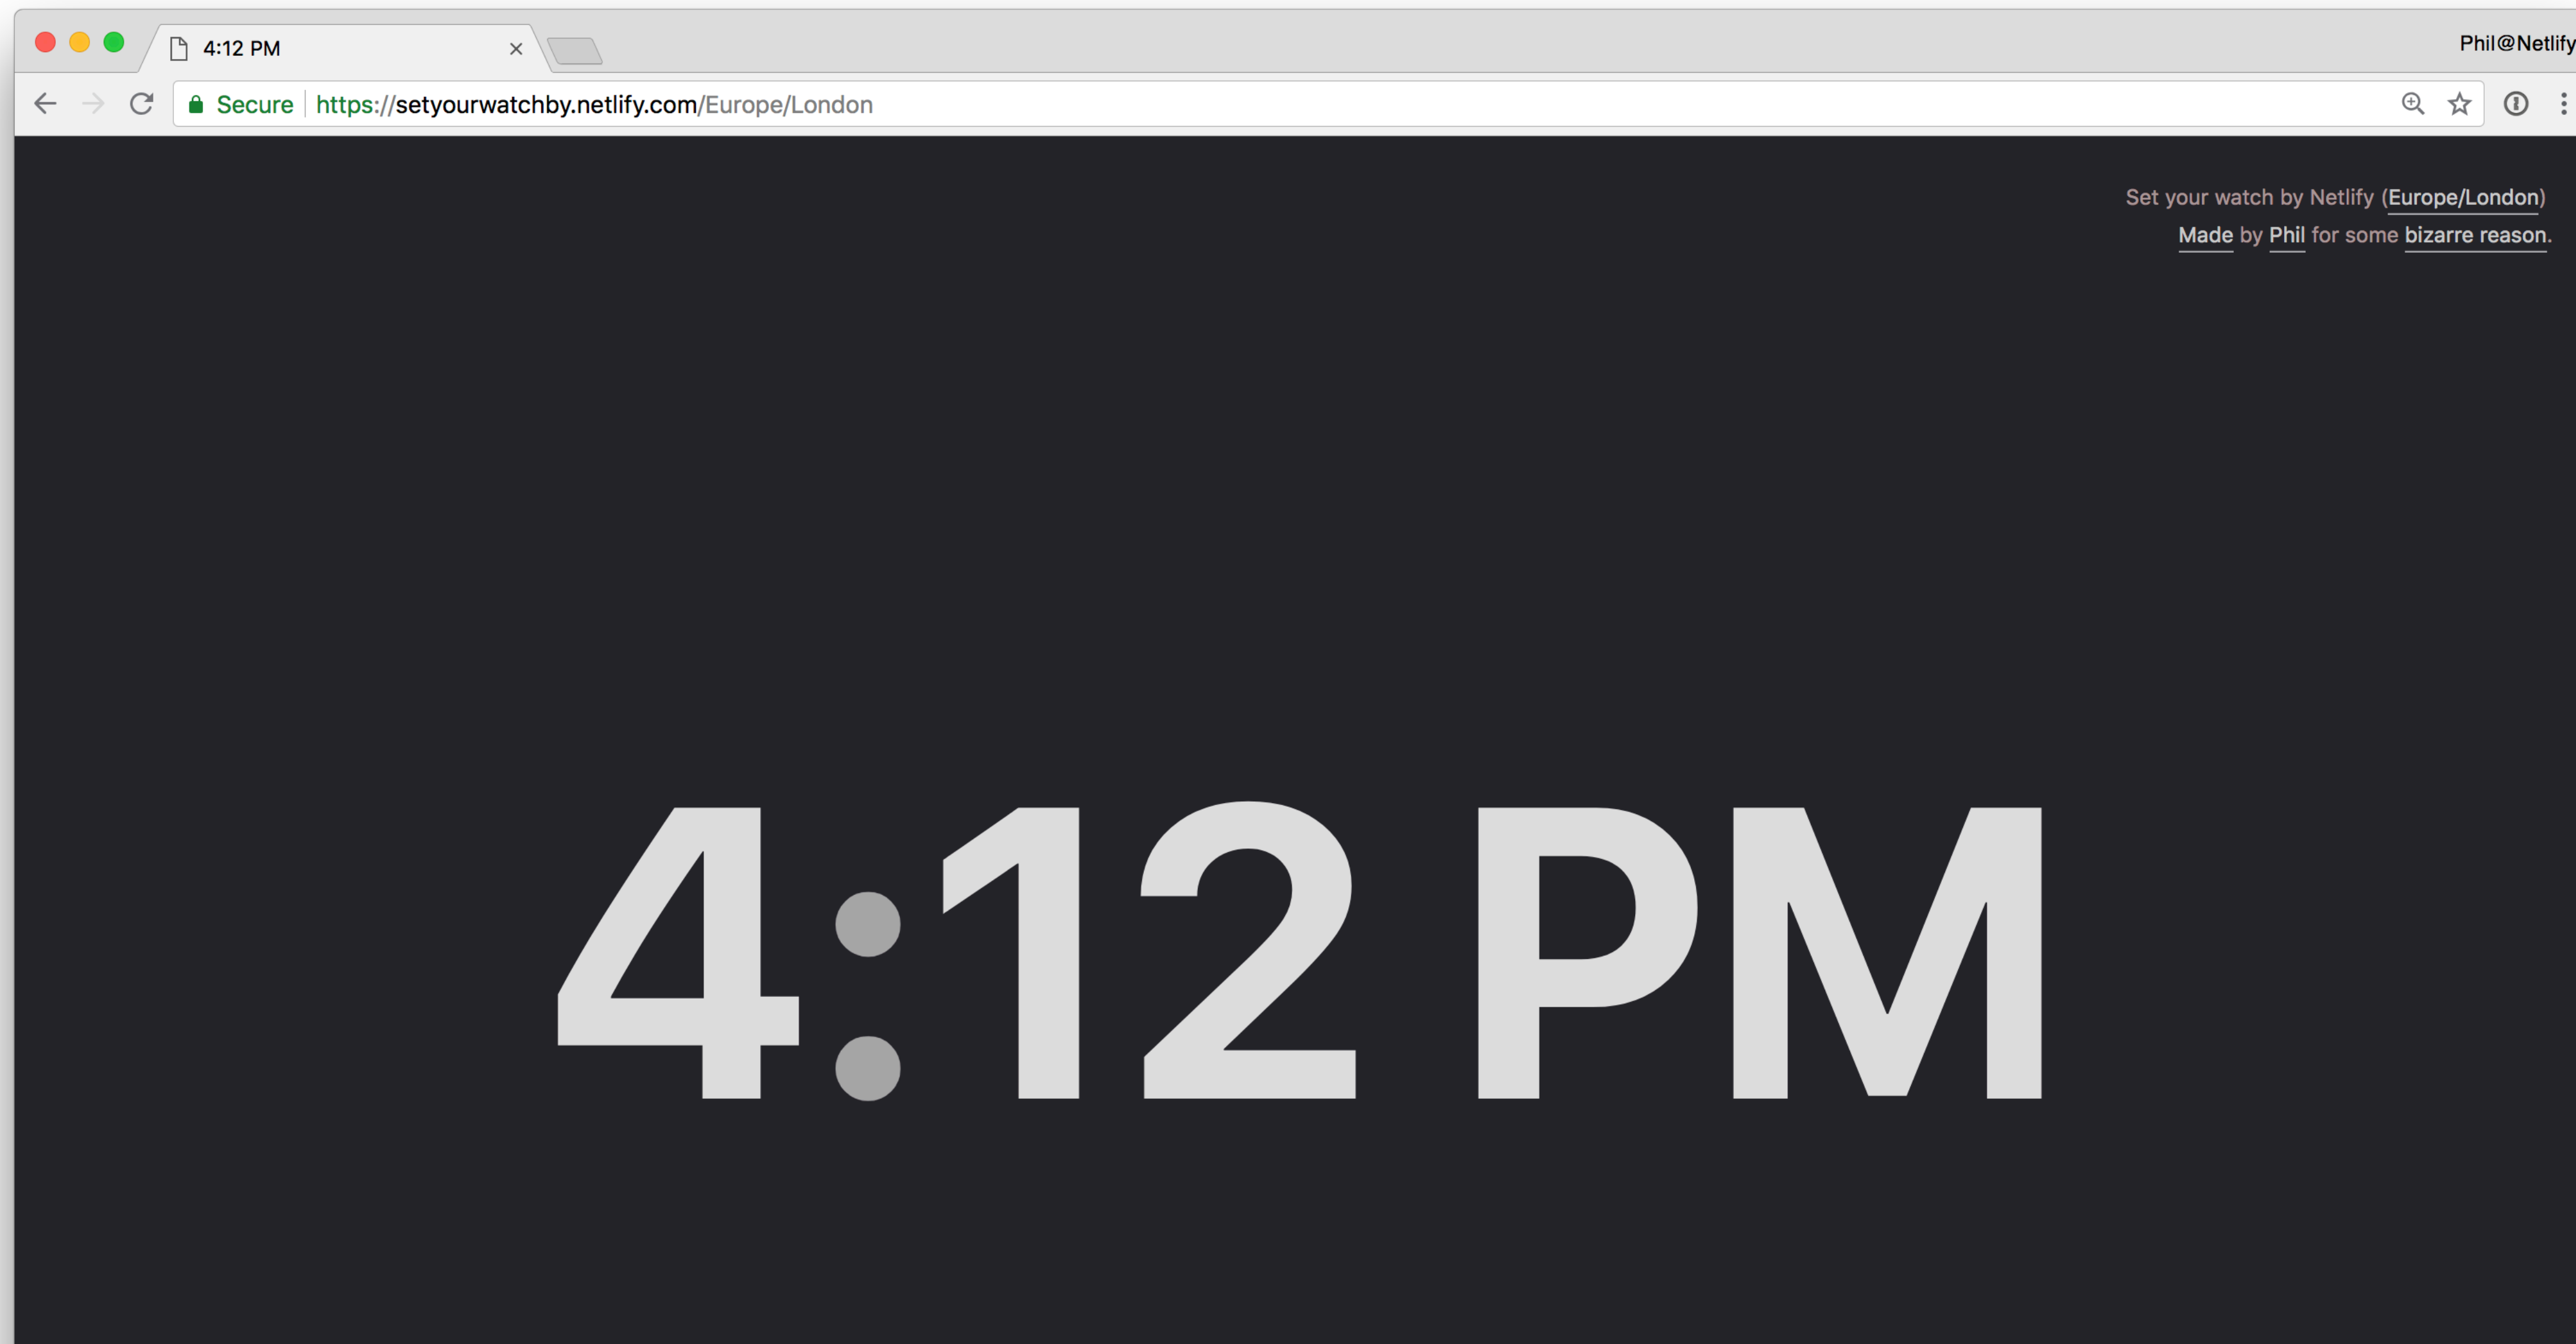 4:12 PM
Phil@Netlify
Secure https://setyourwatchby.netlify.com/Europe/London
Set your watch by Netlify (Europe/London)
Made by Phil for some bizarre reason.
4:12 PM